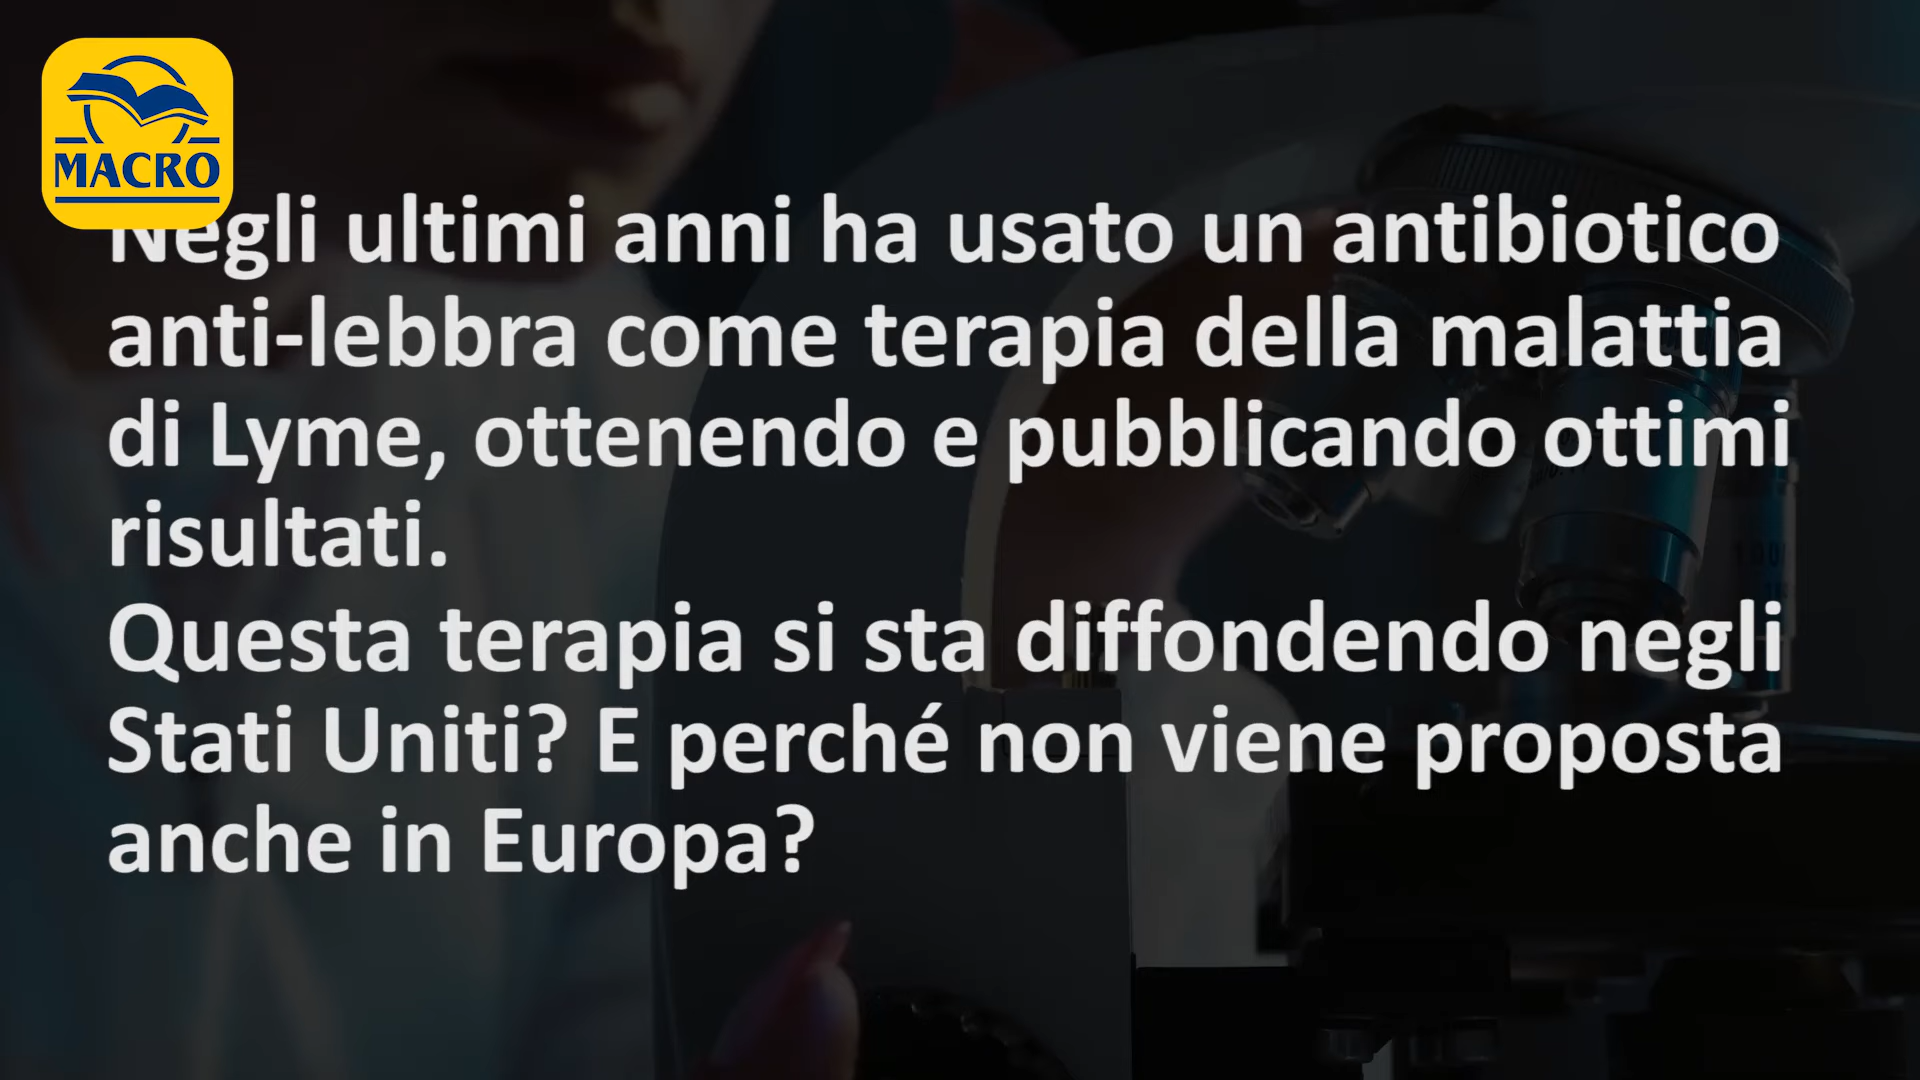 MACRO
Negli ultimi anni ha usato un antibiotico
anti-lebbra come terapia della malattia
di Lyme, ottenendo e pubblicando ottimi
risultati.
Questa terapia si sta diffondendo negli
Stati Uniti? E perché non viene proposta
anche in Europa?